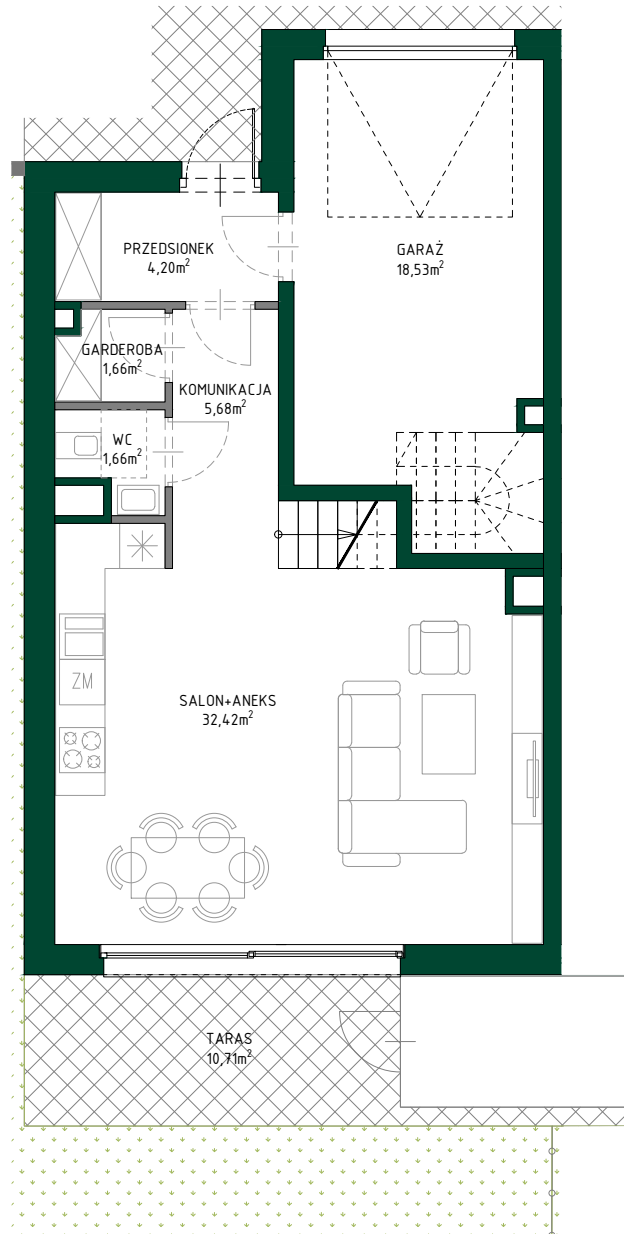 PRZEDSIONEK
4,20m²
GARAŻ
18,53m²
GARDEROBA
1,66m²
KOMUNIKACJA
5,68m²
WC
1,66m²
ZM
SALON+ANEKS
32,42m²
TARAS
10,71m²